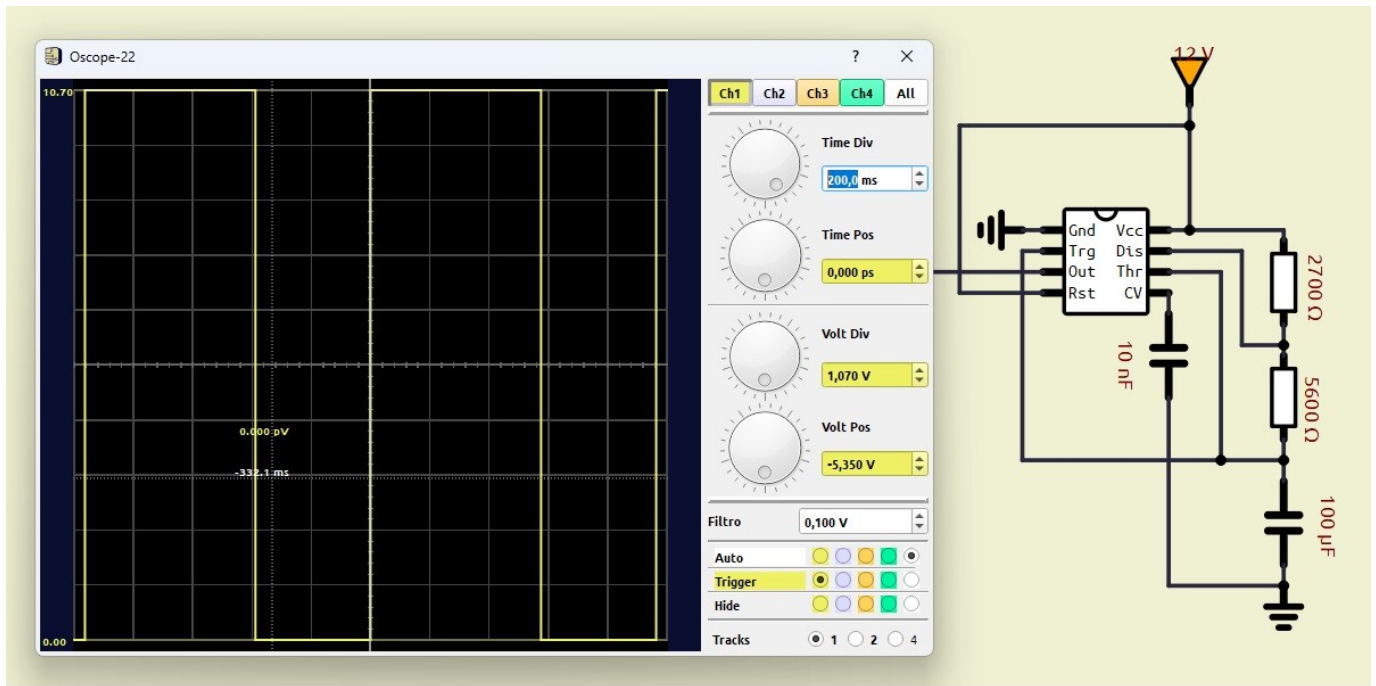 Oscope-22
?
10.70
0.00
0.000 pV
-332.1 ms
Ch1 Ch2 Ch3 Ch4 All
Time Div
200,0 ms
Time Pos
0,000 ps
Volt Div
1,070 V
Volt Pos
-5,350 V
Filtro 0,100 V
Auto
Trigger
Hide
Tracks 1 2 4
12 V
Gnd Vcc
Trg Dis
Out Thr
Rst CV
2700 Ω
10 nF
5600 Ω
100 µF